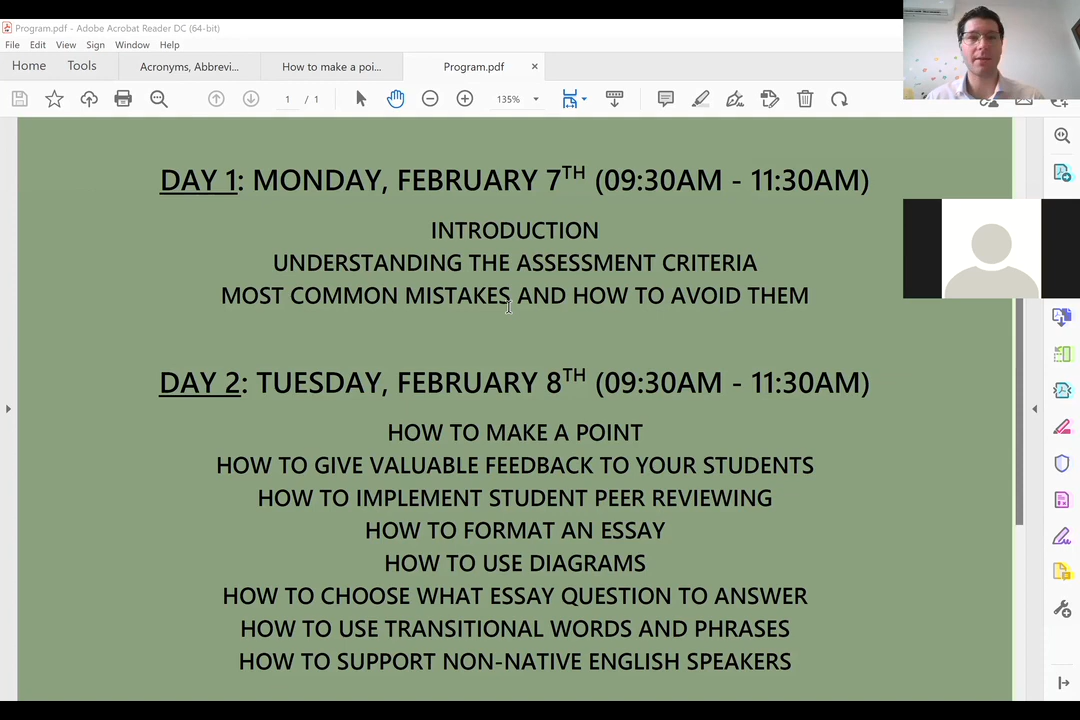 Program.pdf - Adobe Acrobat Reader DC (64-bit)
File Edit View Sign Window Help
Home Tools Acronyms, Abbrevi... How to make a poi... Program.pdf ×
1 / 1 135%
DAY 1: MONDAY, FEBRUARY 7TH (09:30AM - 11:30AM)
INTRODUCTION
UNDERSTANDING THE ASSESSMENT CRITERIA
MOST COMMON MISTAKES AND HOW TO AVOID THEM
DAY 2: TUESDAY, FEBRUARY 8TH (09:30AM - 11:30AM)
HOW TO MAKE A POINT
HOW TO GIVE VALUABLE FEEDBACK TO YOUR STUDENTS
HOW TO IMPLEMENT STUDENT PEER REVIEWING
HOW TO FORMAT AN ESSAY
HOW TO USE DIAGRAMS
HOW TO CHOOSE WHAT ESSAY QUESTION TO ANSWER
HOW TO USE TRANSITIONAL WORDS AND PHRASES
HOW TO SUPPORT NON-NATIVE ENGLISH SPEAKERS